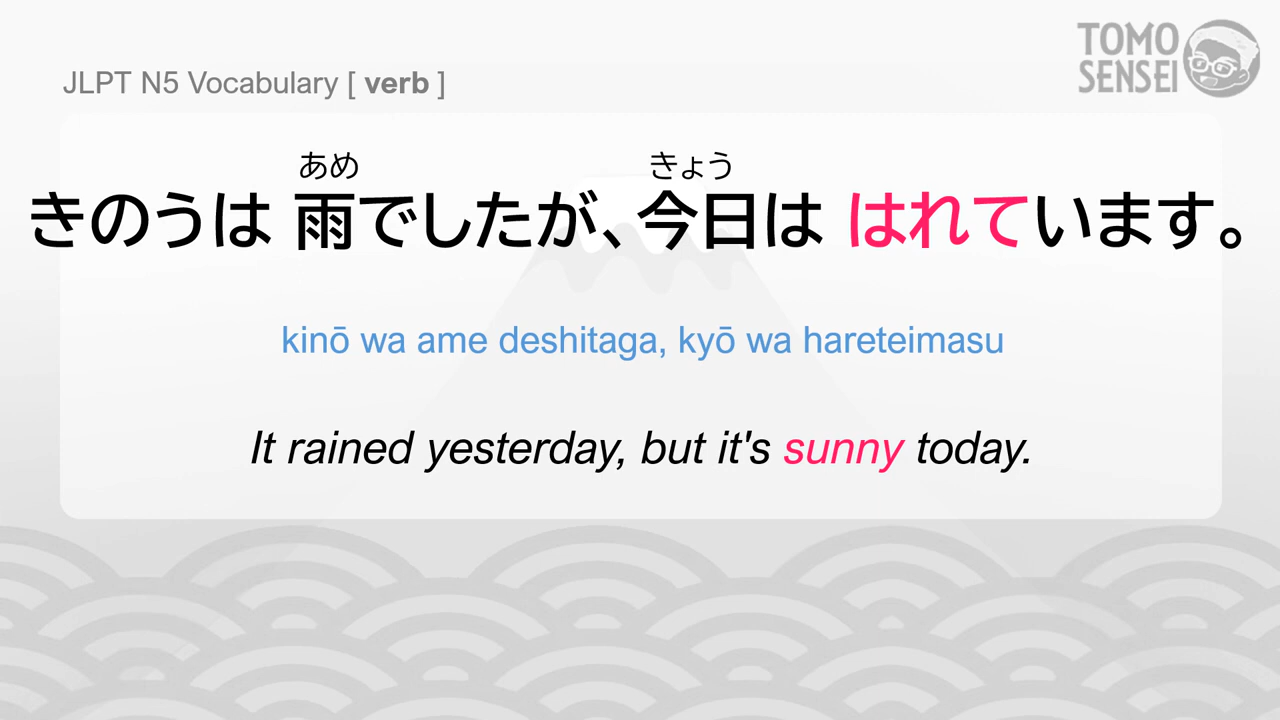 TOMO
SENSEI
JLPT N5 Vocabulary [ verb ]
あめ きょう
きのうは 雨でしたが、今日は はれています。
kinō wa ame deshitaga, kyō wa hareteimasu
It rained yesterday, but it's sunny today.